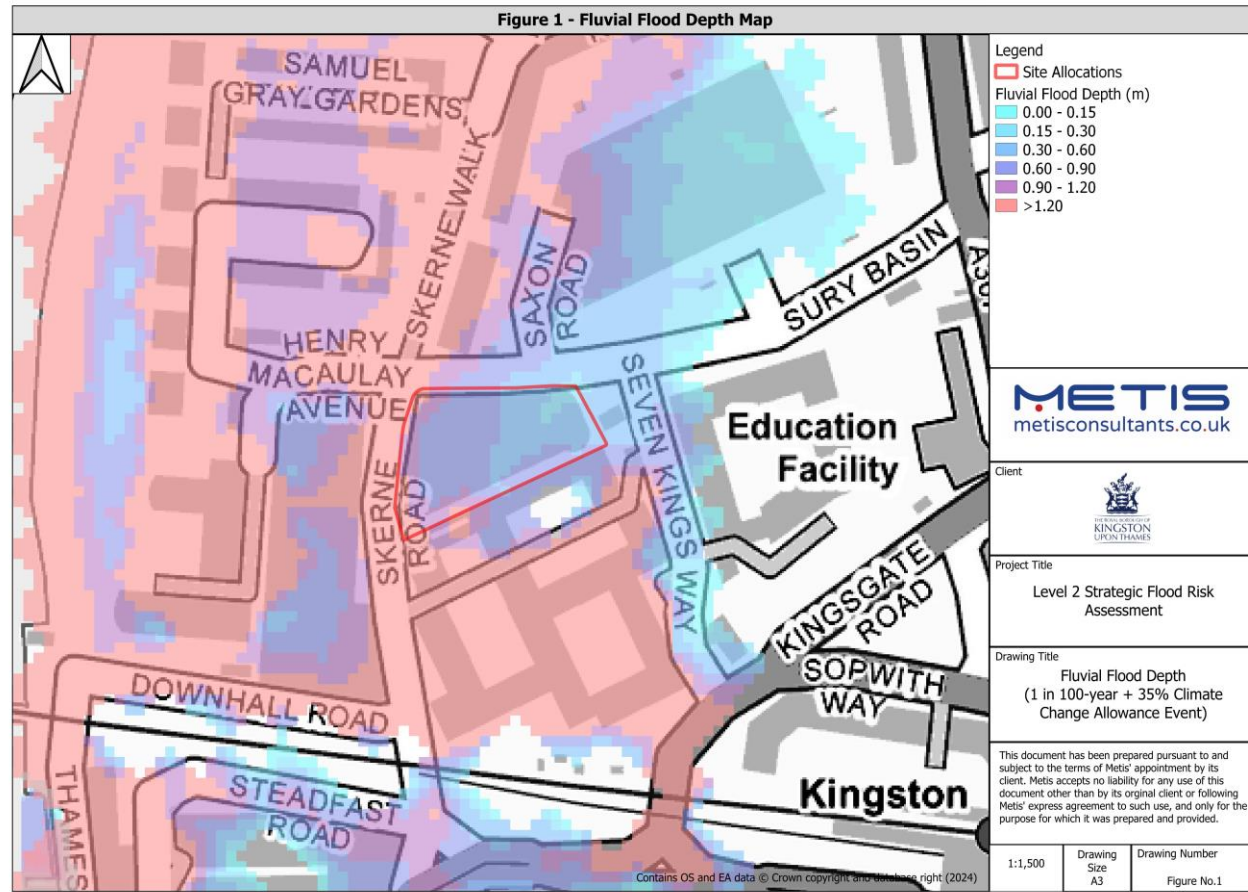 Figure 1 - Fluvial Flood Depth Map
SAMUEL
GRAY GARDENS
SKERNEWALK
SAXON
ROAD
SURY BASIN
HENRY
MACAULAY
AVENUE
SKERNE
ROAD
SEVEN KINGS WAY
Education
Facility
KINGSGATE
ROAD
SOPWITH
WAY
DOWNHALL ROAD
THAMES
STEADFAST
ROAD
Kingston
Contains OS and EA data © Crown copyright and database right (2024)
Legend
Site Allocations
Fluvial Flood Depth (m)
0.00 - 0.15
0.15 - 0.30
0.30 - 0.60
0.60 - 0.90
0.90 - 1.20
>1.20
METIS
metisconsultants.co.uk
Client
THE ROYAL BOROUGH OF
KINGSTON
UPON THAMES
Project Title
Level 2 Strategic Flood Risk
Assessment
Drawing Title
Fluvial Flood Depth
(1 in 100-year + 35% Climate
Change Allowance Event)
This document has been prepared pursuant to and
subject to the terms of Metis' appointment by its
client. Metis accepts no liability for any use of this
document other than by its orginal client or following
Metis' express agreement to such use, and only for the
purpose for which it was prepared and provided.
1:1,500
Drawing
Size
A3
Drawing Number
Figure No.1